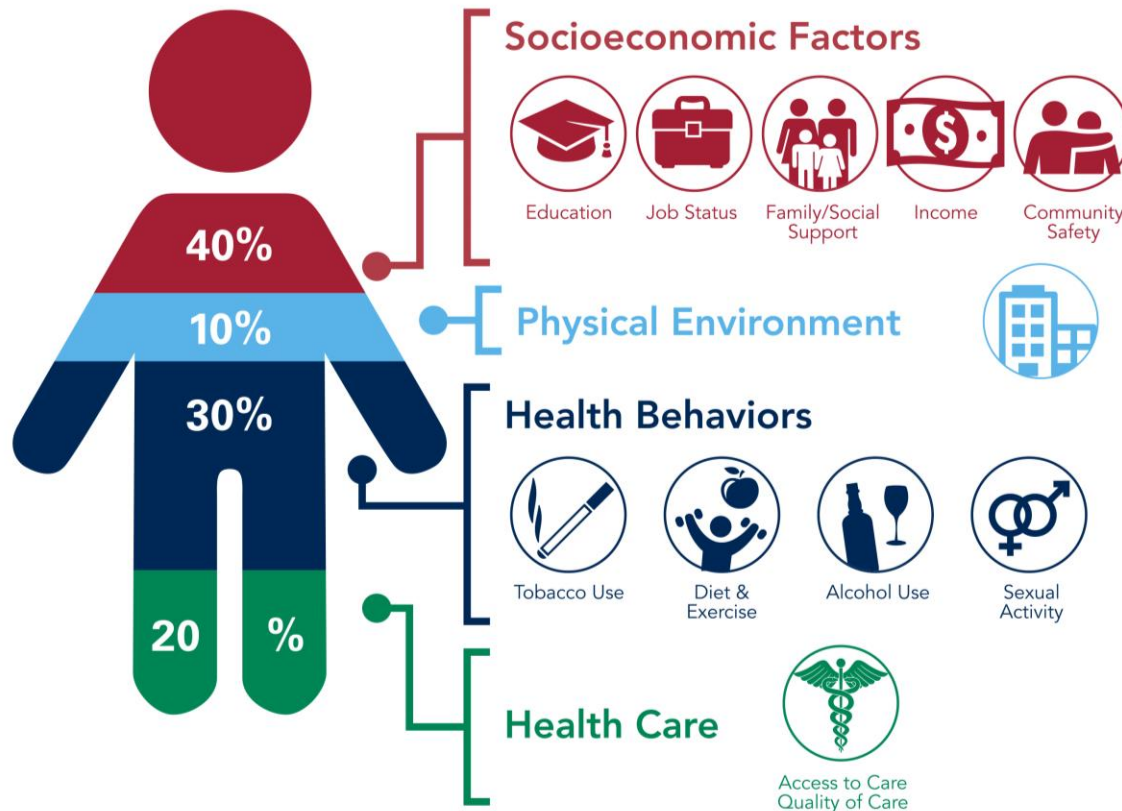 Socioeconomic Factors
Education
Job Status
Family/Social
Support
Income
Community
Safety
40%
10%
Physical Environment
30%
Health Behaviors
Tobacco Use
Diet &
Exercise
Alcohol Use
Sexual
Activity
20 %
Health Care
Access to Care
Quality of Care
$